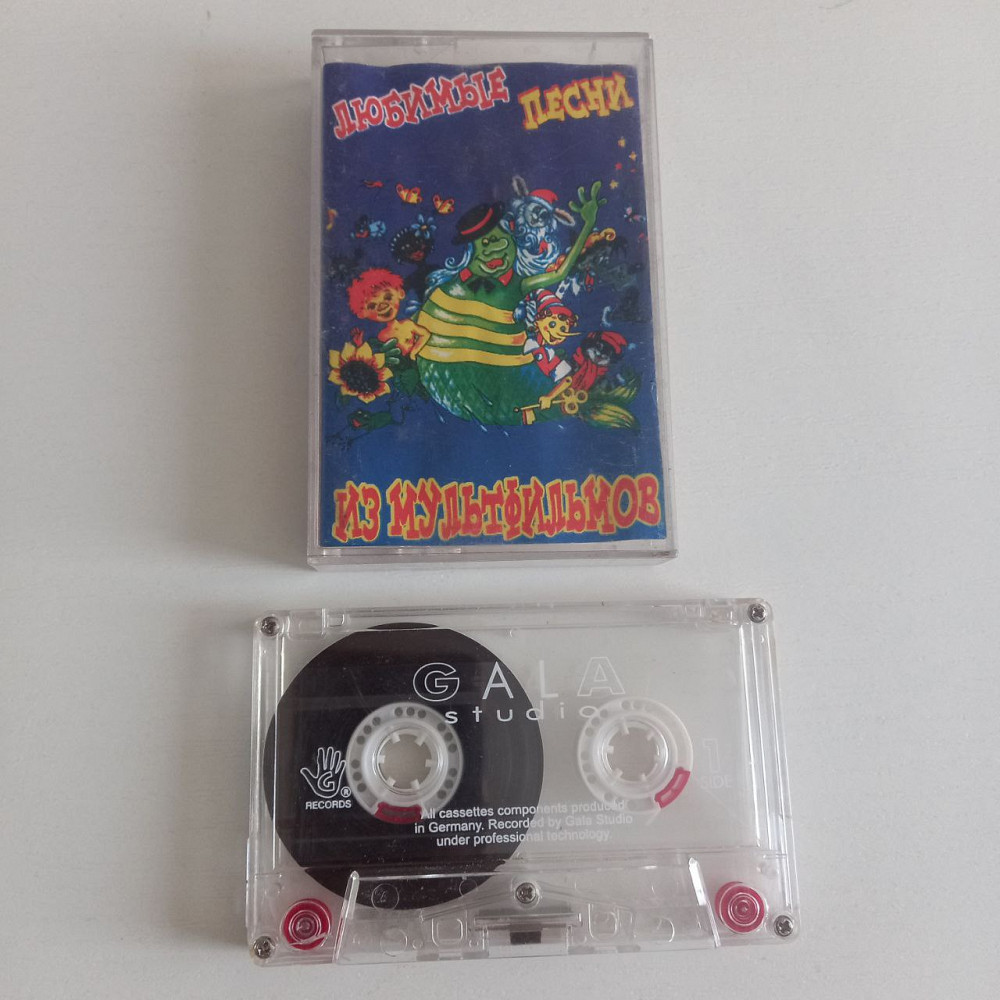 ЛЮБИМЫЕ ПЕСНИ
ИЗ МУЛЬТФИЛЬМОВ
GALA
studio
1
G ®
RECORDS
All cassettes components produced
in Germany. Recorded by Gala Studio
under professional technology.